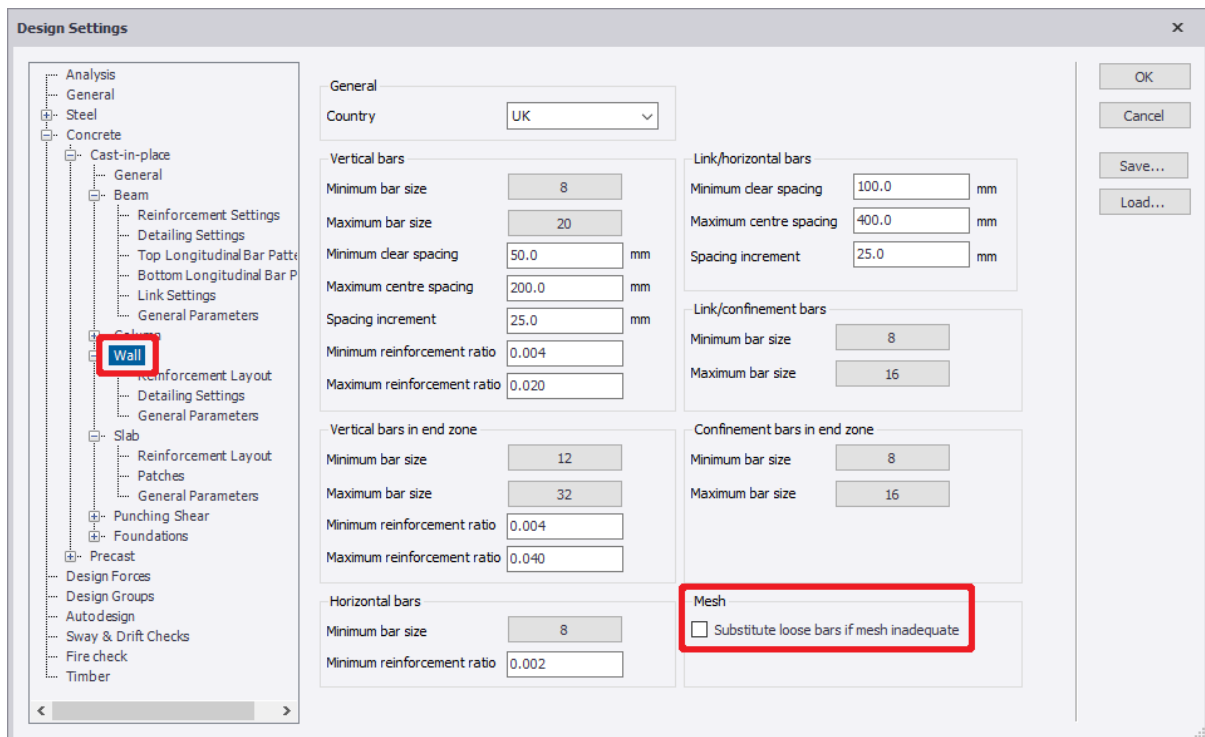 Design Settings
Analysis
General
Steel
Concrete
Cast-in-place
General
Beam
Reinforcement Settings
Detailing Settings
Top Longitudinal Bar Patte
Bottom Longitudinal Bar P
Link Settings
General Parameters
Column
Wall
Reinforcement Layout
Detailing Settings
General Parameters
Slab
Reinforcement Layout
Patches
General Parameters
Punching Shear
Foundations
Precast
Design Forces
Design Groups
Autodesign
Sway & Drift Checks
Fire check
Timber
General
Country UK
Vertical bars
Minimum bar size 8
Maximum bar size 20
Minimum clear spacing 50.0 mm
Maximum centre spacing 200.0 mm
Spacing increment 25.0 mm
Minimum reinforcement ratio 0.004
Maximum reinforcement ratio 0.020
Vertical bars in end zone
Minimum bar size 12
Maximum bar size 32
Minimum reinforcement ratio 0.004
Maximum reinforcement ratio 0.040
Horizontal bars
Minimum bar size 8
Minimum reinforcement ratio 0.002
Link/horizontal bars
Minimum clear spacing 100.0 mm
Maximum centre spacing 400.0 mm
Spacing increment 25.0 mm
Link/confinement bars
Minimum bar size 8
Maximum bar size 16
Confinement bars in end zone
Minimum bar size 8
Maximum bar size 16
Mesh
Substitute loose bars if mesh inadequate
OK
Cancel
Save...
Load...